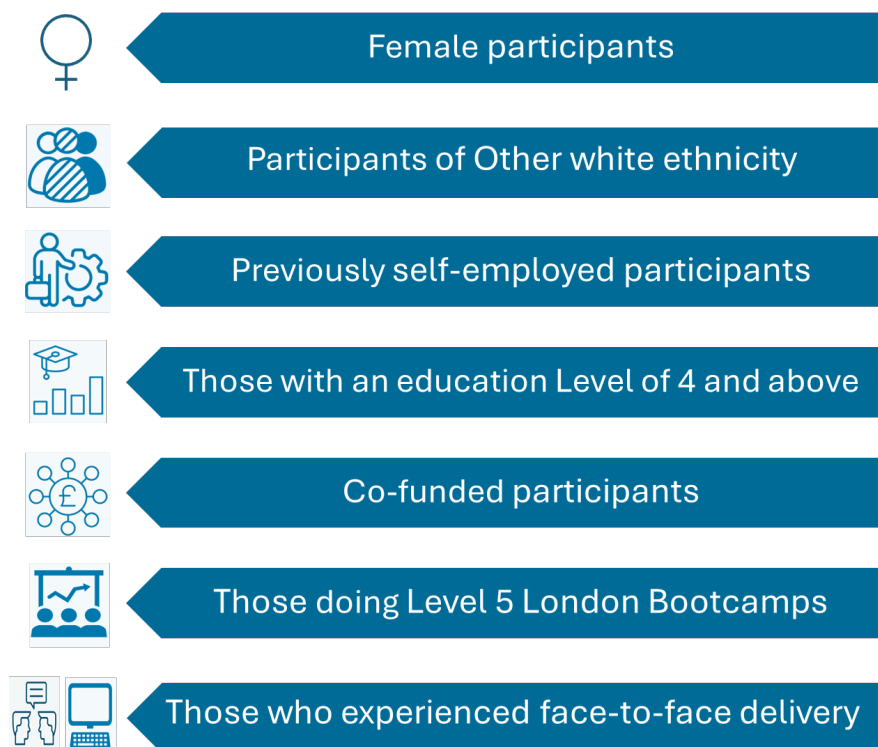 Female participants
Participants of Other white ethnicity
Previously self-employed participants
Those with an education Level of 4 and above
£
Co-funded participants
Those doing Level 5 London Bootcamps
Those who experienced face-to-face delivery